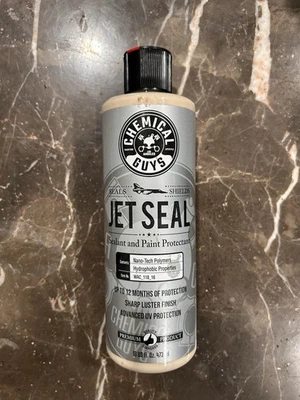 CHEMICAL
GUYS
SEALS SHIELDS
JET SEAL
Sealant and Paint Protectant
Nano-Tech Polymers
Hydrophobic Properties
WAC_118_16
UP TO 12 MONTHS OF PROTECTION
SHARP LUSTER FINISH
ADVANCED UV PROTECTION
PREMIUM PRODUCT